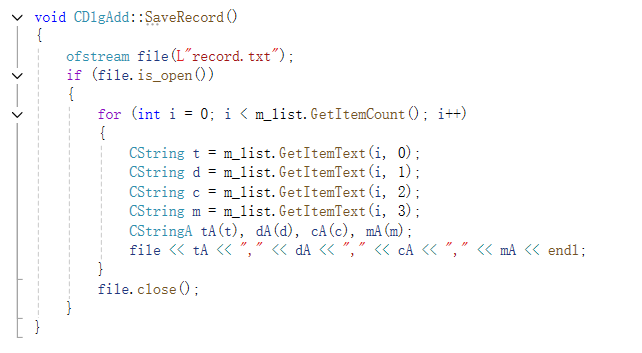 void CDlgAdd::SaveRecord()
{
    ofstream file(L"record.txt");
    if (file.is_open())
    {
        for (int i = 0; i < m_list.GetItemCount(); i++)
        {
            CString t = m_list.GetItemText(i, 0);
            CString d = m_list.GetItemText(i, 1);
            CString c = m_list.GetItemText(i, 2);
            CString m = m_list.GetItemText(i, 3);
            CStringA tA(t), dA(d), cA(c), mA(m);
            file << tA << "," << dA << "," << cA << "," << mA << endl;
        }
        file.close();
    }
}